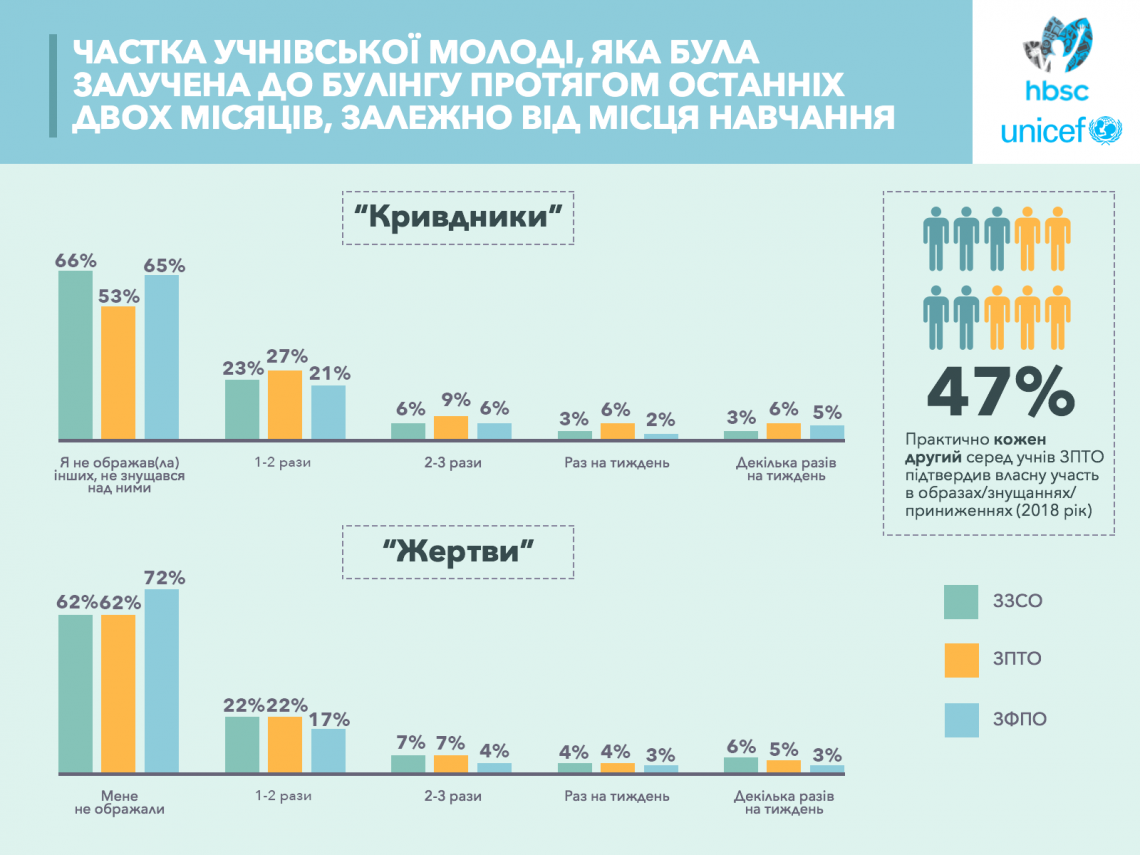 ЧАСТКА УЧНІВСЬКОЇ МОЛОДІ, ЯКА БУЛА
ЗАЛУЧЕНА ДО БУЛІНГУ ПРОТЯГОМ ОСТАННІХ
ДВОХ МІСЯЦІВ, ЗАЛЕЖНО ВІД МІСЦЯ НАВЧАННЯ
hbsc
unicef
“Кривдники”
66% 53% 65%
23% 27% 21%
6% 9% 6%
3% 6% 2%
3% 6% 5%
Я не ображав(ла)
інших, не знущався
над ними
1-2 рази
2-3 рази
Раз на тиждень
Декілька разів
на тиждень
47%
Практично кожен
другий серед учнів ЗПТО
підтвердив власну участь
в образах/знущаннях/
приниженнях (2018 рік)
“Жертви”
62% 62% 72%
22% 22% 17%
7% 7% 4%
4% 4% 3%
6% 5% 3%
Мене
не ображали
1-2 рази
2-3 рази
Раз на тиждень
Декілька разів
на тиждень
ЗЗСО
ЗПТО
ЗФПО